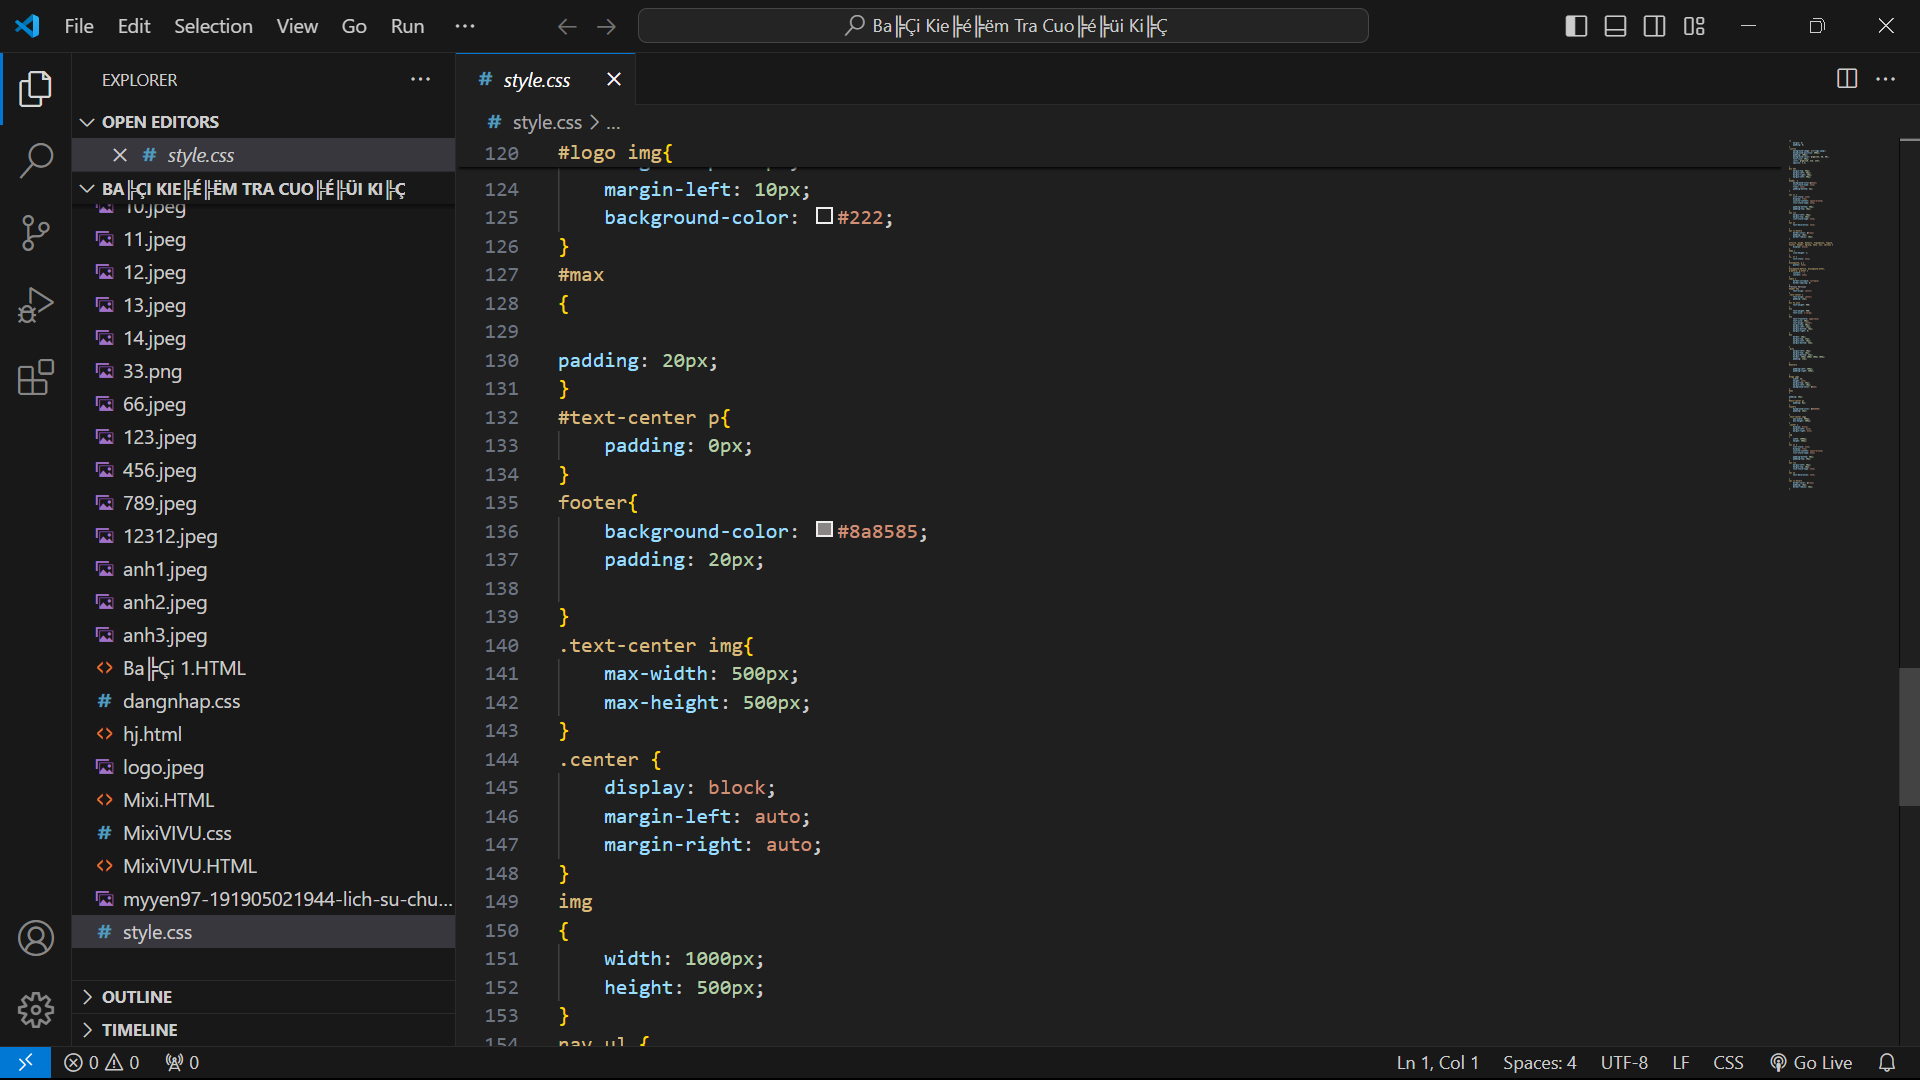 File Edit Selection View Go Run ···
Ba╠Çi Kie╠é╠ëm Tra Cuo╠é╠üi Ki╠Ç
EXPLORER
OPEN EDITORS
style.css
BA╠ÇI KIE╠É╠ËM TRA CUO╠É╠ÜI KI╠Ç
10.jpeg
11.jpeg
12.jpeg
13.jpeg
14.jpeg
33.png
66.jpeg
123.jpeg
456.jpeg
789.jpeg
12312.jpeg
anh1.jpeg
anh2.jpeg
anh3.jpeg
Ba╠Çi 1.HTML
dangnhap.css
hj.html
logo.jpeg
Mixi.HTML
MixiVIVU.css
MixiVIVU.HTML
myyen97-191905021944-lich-su-chu...
style.css
OUTLINE
TIMELINE
# style.css
# style.css > ...
120 #logo img{
124 margin-left: 10px;
125 background-color: #222;
126 }
127 #max
128 {
129
130 padding: 20px;
131 }
132 #text-center p{
133 padding: 0px;
134 }
135 footer{
136 background-color: #8a8585;
137 padding: 20px;
138
139 }
140 .text-center img{
141 max-width: 500px;
142 max-height: 500px;
143 }
144 .center {
145 display: block;
146 margin-left: auto;
147 margin-right: auto;
148 }
149 img
150 {
151 width: 1000px;
152 height: 500px;
153 }
154 nav ul {
0 0 0
Ln 1, Col 1 Spaces: 4 UTF-8 LF CSS Go Live